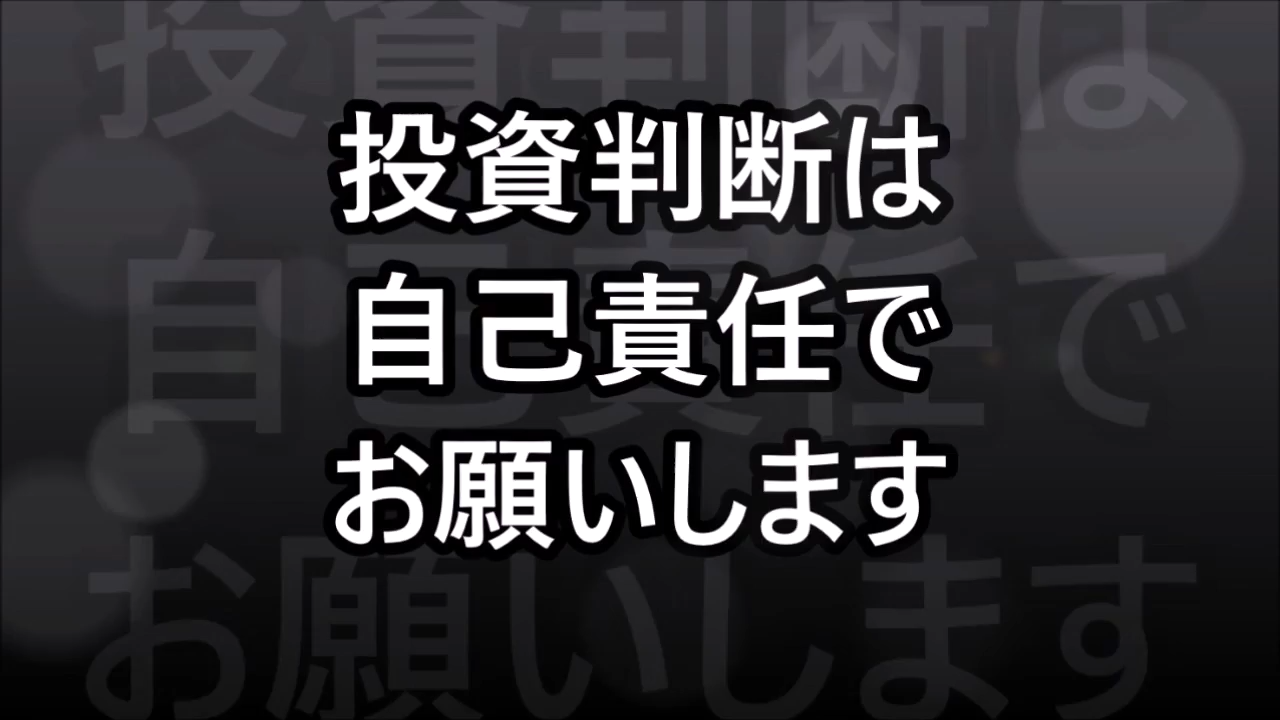 投資判断は
自己責任で
お願いします